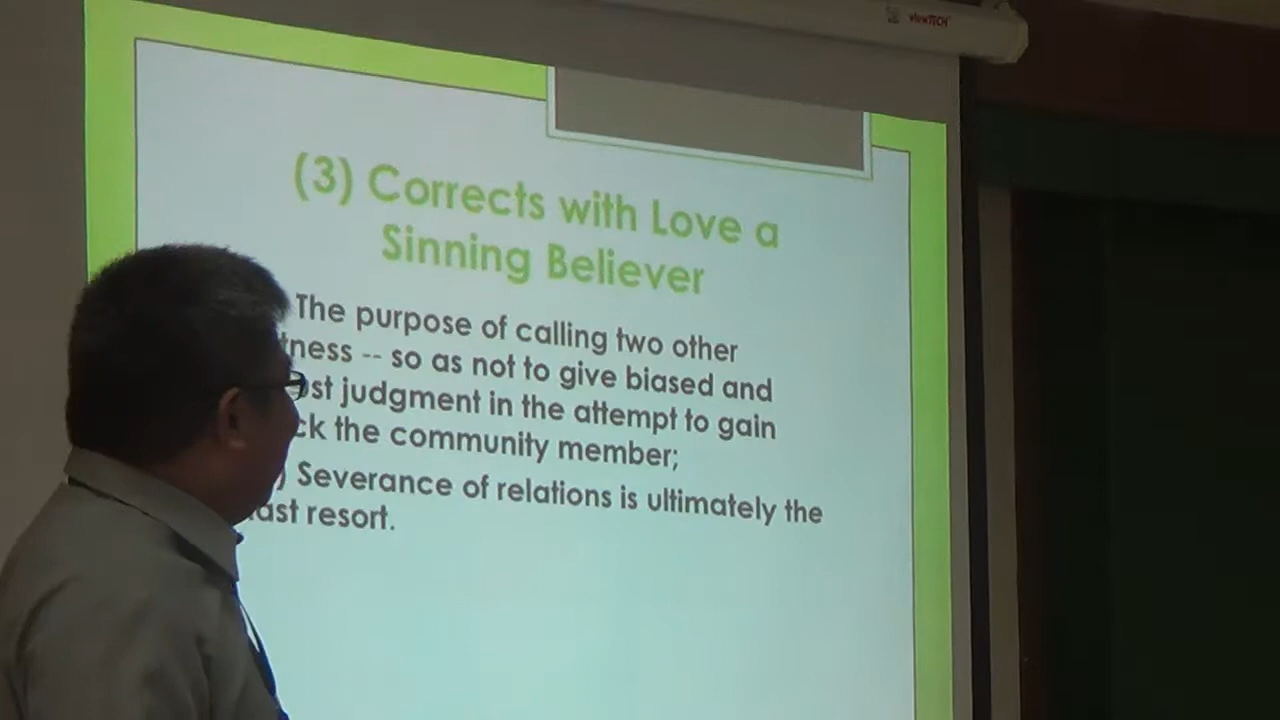 viewTECH
(3) Corrects with Love a
Sinning Believer
The purpose of calling two other
tness -- so as not to give biased and
st judgment in the attempt to gain
ck the community member;
) Severance of relations is ultimately the
last resort.